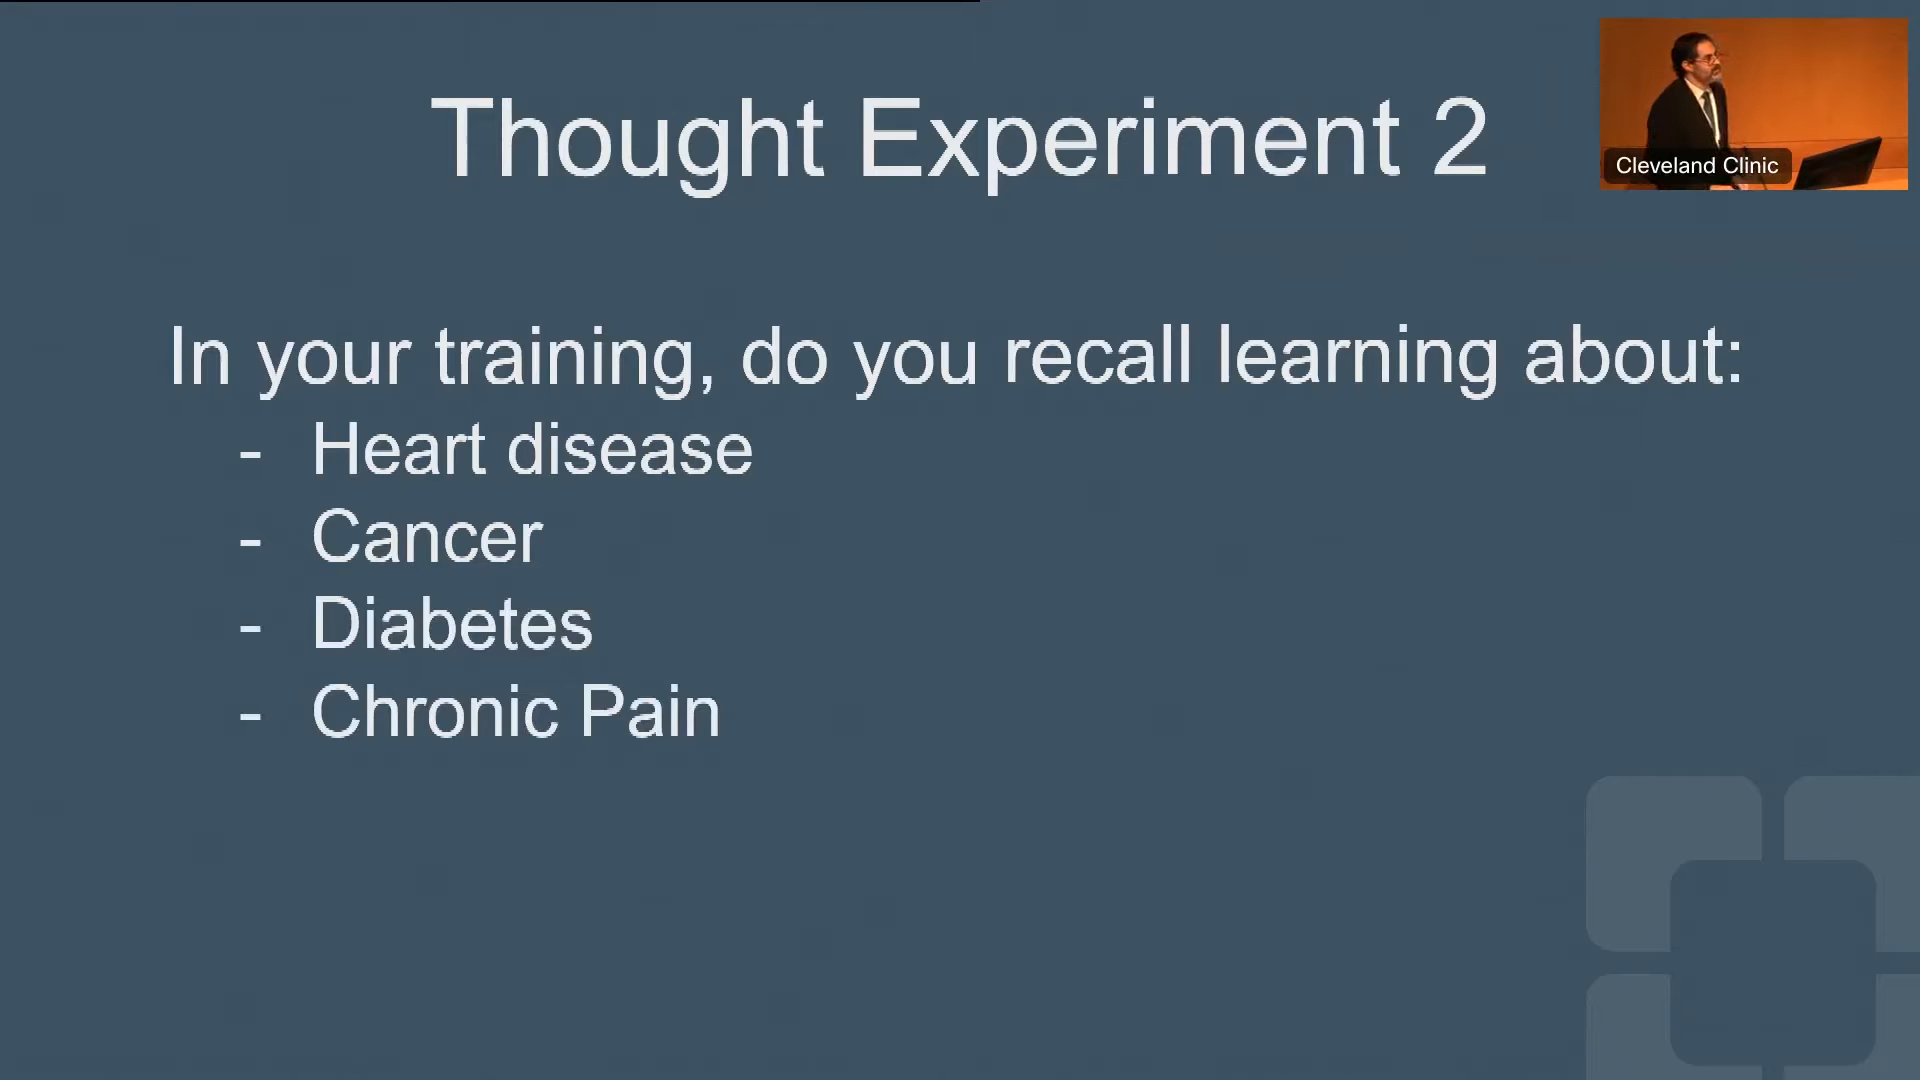 Thought Experiment 2
Cleveland Clinic
In your training, do you recall learning about:
- Heart disease
- Cancer
- Diabetes
- Chronic Pain